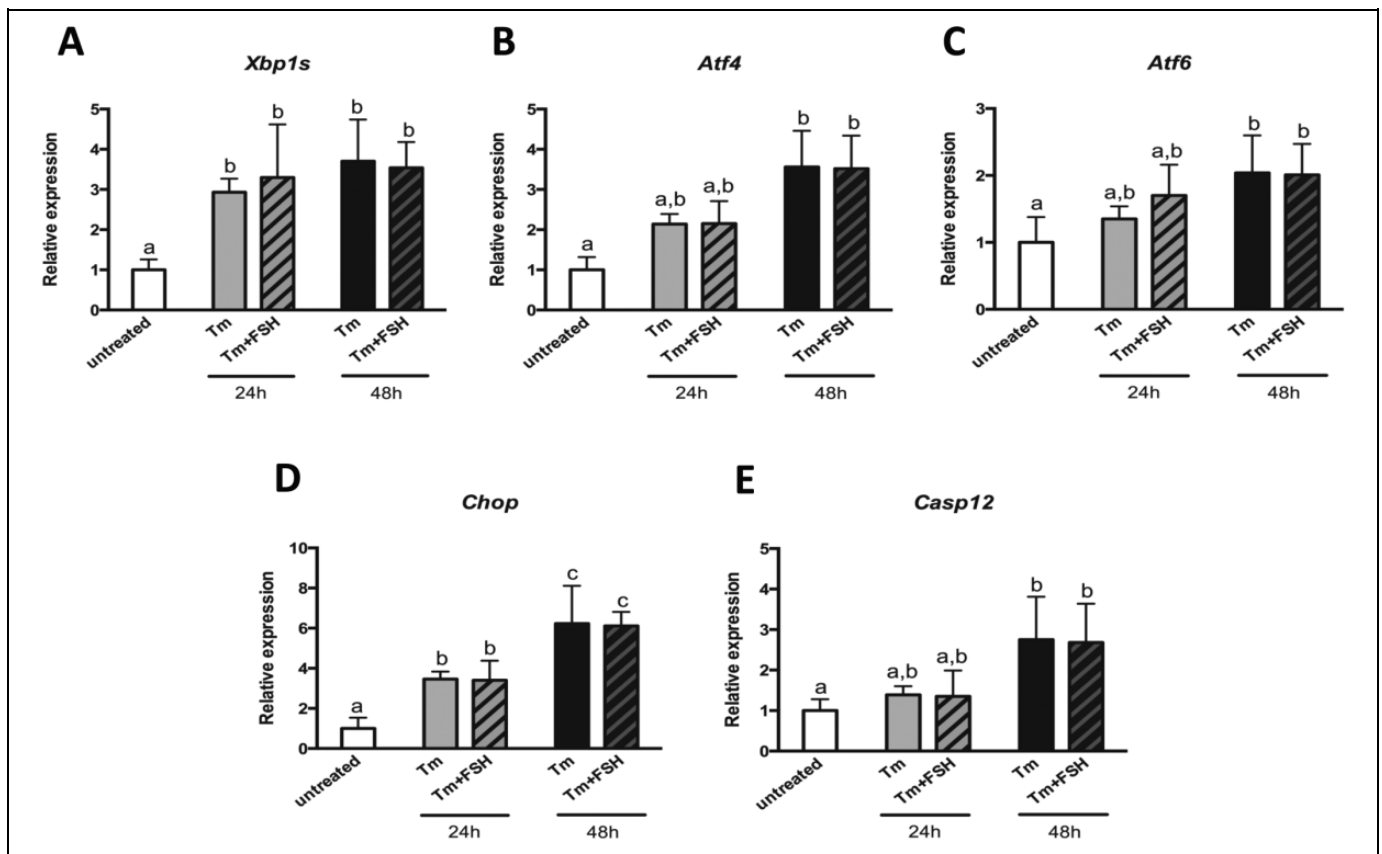 A
Xbp1s
Relative expression
5
4
3
2
1
0
a
b
b
b
b
untreated
Tm
Tm+FSH
Tm
Tm+FSH
24h
48h
B
Atf4
Relative expression
5
4
3
2
1
0
a
a,b
a,b
b
b
untreated
Tm
Tm+FSH
Tm
Tm+FSH
24h
48h
C
Atf6
Relative expression
3
2
1
0
a
a,b
a,b
b
b
untreated
Tm
Tm+FSH
Tm
Tm+FSH
24h
48h
D
Chop
Relative expression
10
8
6
4
2
0
a
b
b
c
c
untreated
Tm
Tm+FSH
Tm
Tm+FSH
24h
48h
E
Casp12
Relative expression
5
4
3
2
1
0
a
a,b
a,b
b
b
untreated
Tm
Tm+FSH
Tm
Tm+FSH
24h
48h